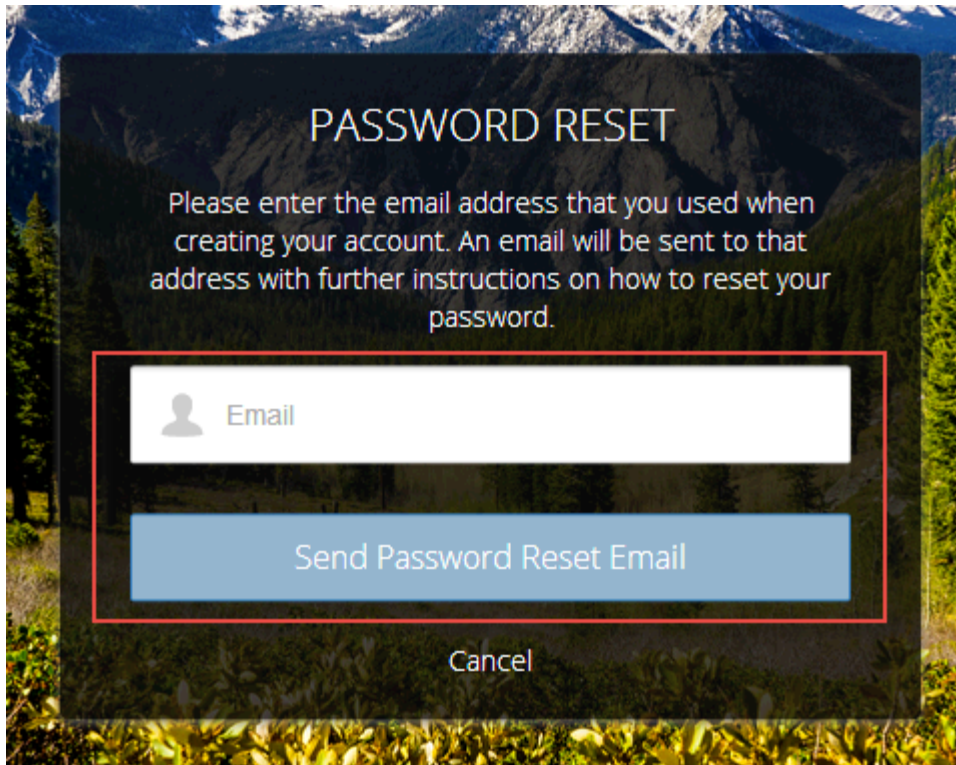 PASSWORD RESET
Please enter the email address that you used when
creating your account. An email will be sent to that
address with further instructions on how to reset your
password.
Email
Send Password Reset Email
Cancel